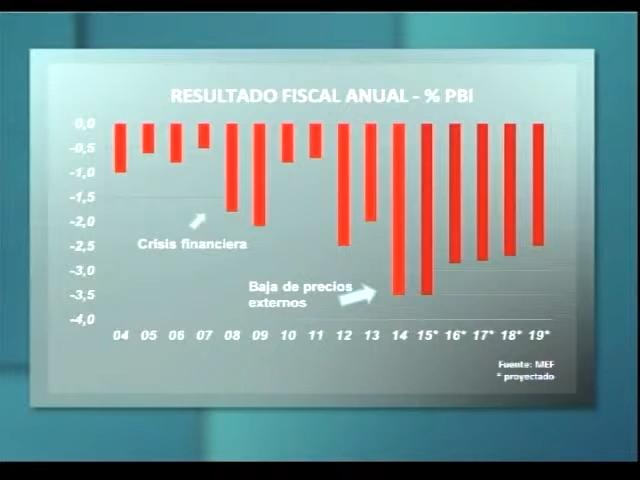 RESULTADO FISCAL ANUAL - % PBI
0,0
-0,5
-1,0
-1,5
-2,0
-2,5
-3,0
-3,5
-4,0
Crisis financiera
Baja de precios
externos
04 05 06 07 08 09 10 11 12 13 14 15* 16* 17* 18* 19*
Fuente: MEF
* proyectado